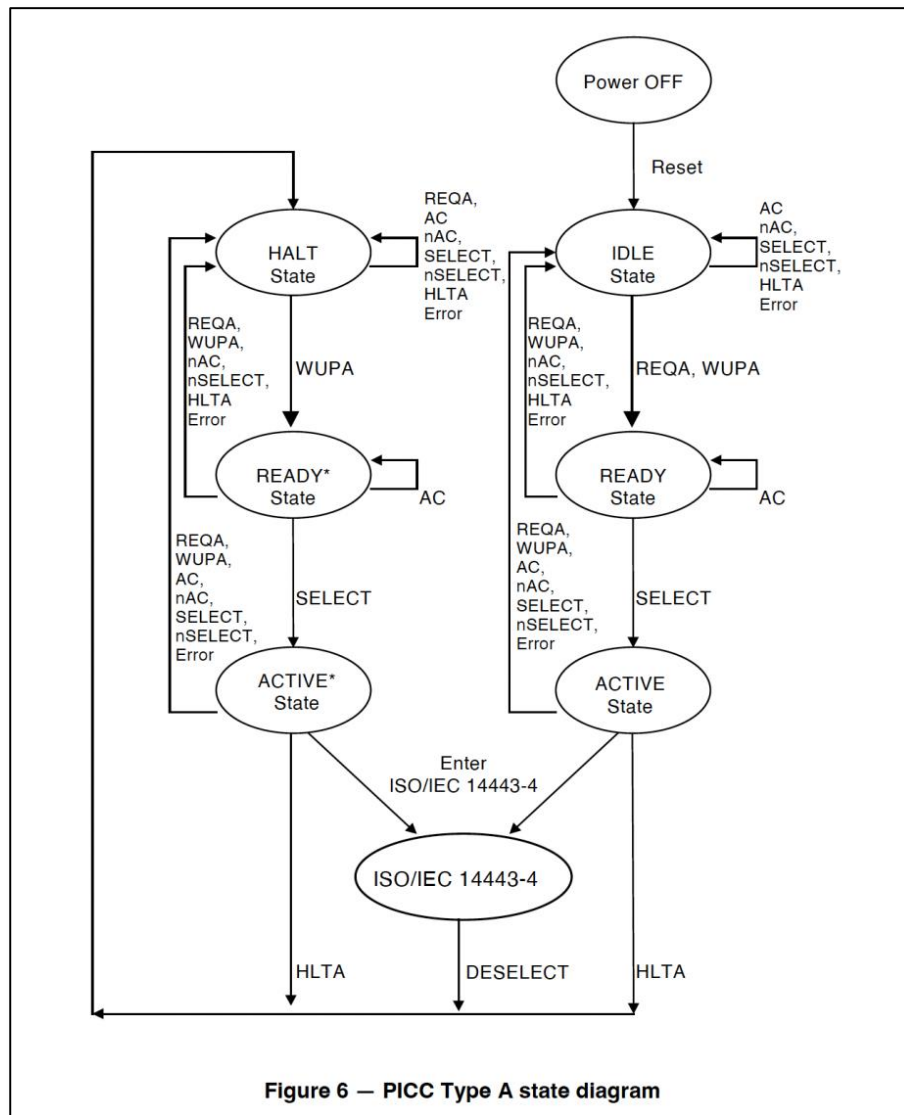 Power OFF
Reset
REQA,
AC
nAC,
SELECT,
nSELECT,
HLTA
Error
HALT
State
AC
nAC,
SELECT,
nSELECT,
HLTA
Error
IDLE
State
REQA,
WUPA,
nAC,
nSELECT,
HLTA
Error
WUPA
REQA,
WUPA,
nAC,
nSELECT,
HLTA
Error
REQA, WUPA
READY*
State
AC
READY
State
AC
REQA,
WUPA,
AC,
nAC,
SELECT,
nSELECT,
Error
SELECT
REQA,
WUPA,
AC,
nAC,
SELECT,
nSELECT,
Error
SELECT
ACTIVE*
State
ACTIVE
State
Enter
ISO/IEC 14443-4
ISO/IEC 14443-4
HLTA
DESELECT
HLTA
Figure 6 — PICC Type A state diagram